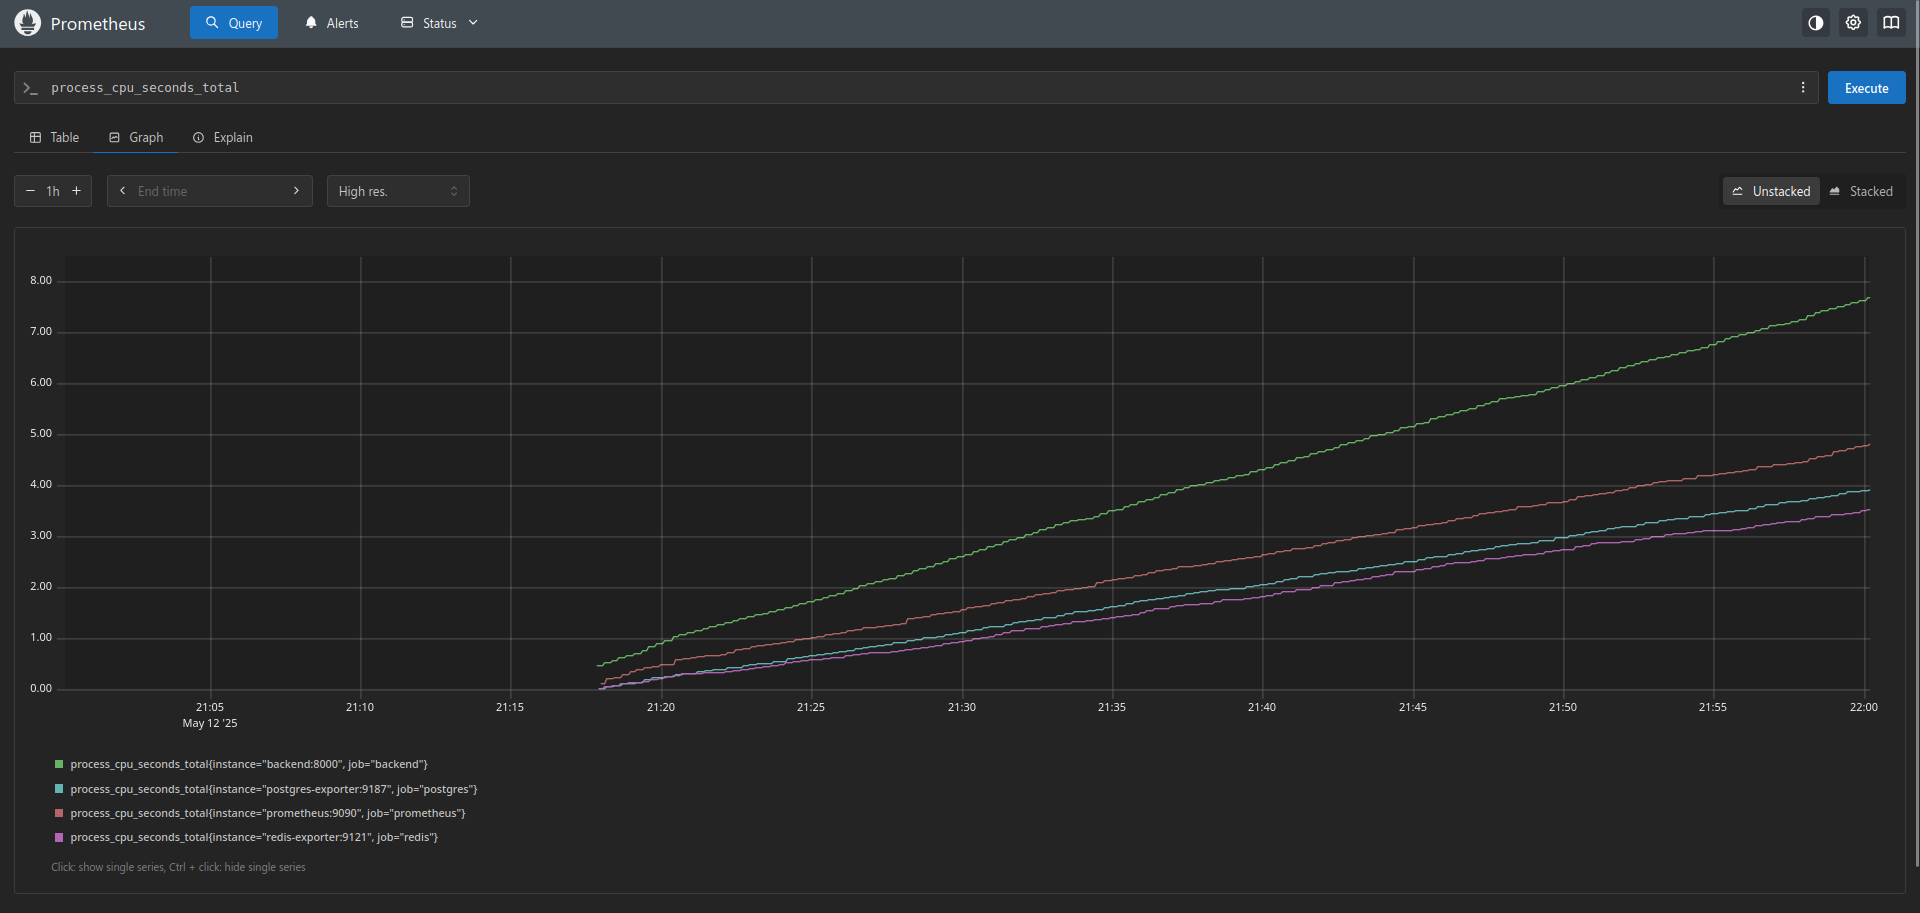 Prometheus Query Alerts Status
process_cpu_seconds_total Execute
Table Graph Explain
1h End time High res. Unstacked Stacked
8.00
7.00
6.00
5.00
4.00
3.00
2.00
1.00
0.00
21:05 21:10 21:15 21:20 21:25 21:30 21:35 21:40 21:45 21:50 21:55 22:00
May 12 '25
process_cpu_seconds_total{instance="backend:8000", job="backend"}
process_cpu_seconds_total{instance="postgres-exporter:9187", job="postgres"}
process_cpu_seconds_total{instance="prometheus:9090", job="prometheus"}
process_cpu_seconds_total{instance="redis-exporter:9121", job="redis"}
Click: show single series, Ctrl + click: hide single series